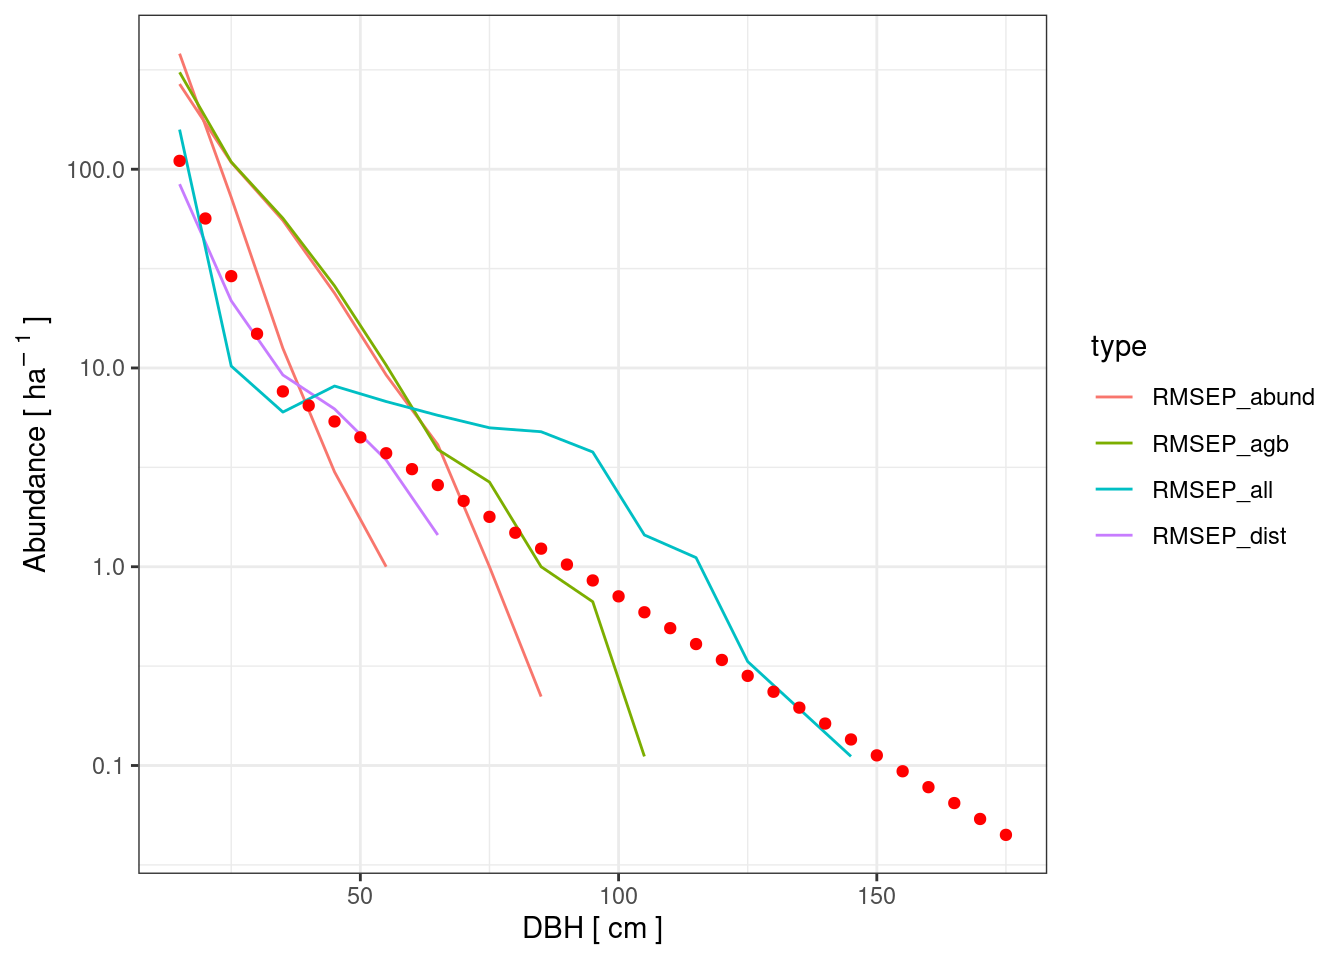 Abundance [ ha⁻¹ ]
100.0
10.0
1.0
0.1
50
100
150
DBH [ cm ]
type
RMSEP_abund
RMSEP_agb
RMSEP_all
RMSEP_dist